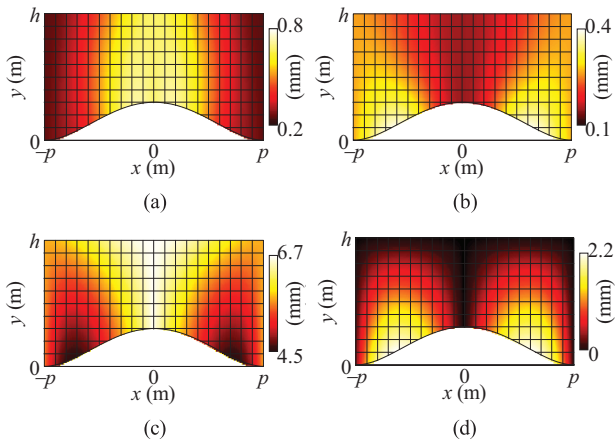 h 0.8 h 0.4
y (m) (mm) y (m) (mm)
0 0.2 0 0.1
−p 0 p −p 0 p
x (m) x (m)
(a) (b)
h 6.7 h 2.2
y (m) (mm) y (m) (mm)
0 4.5 0 0
−p 0 p −p 0 p
x (m) x (m)
(c) (d)